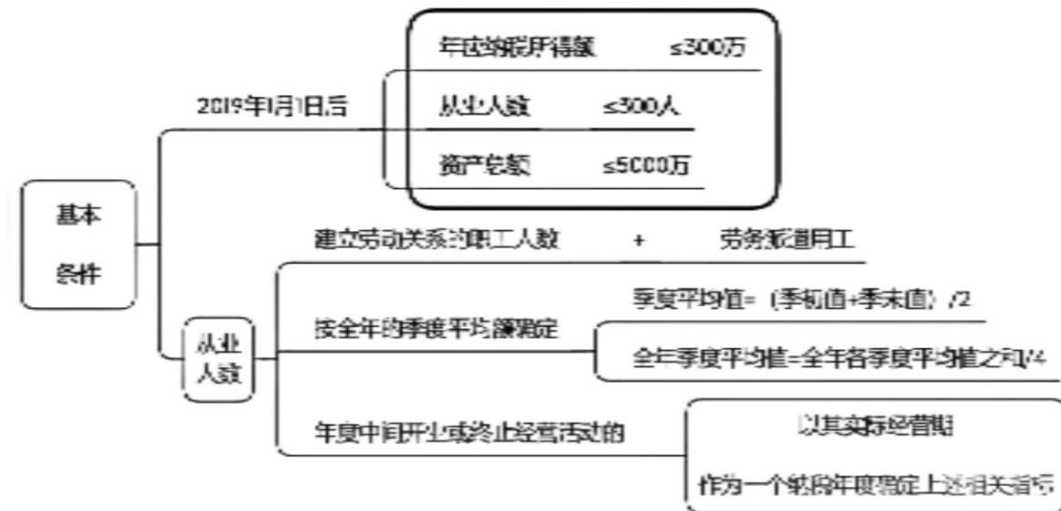 年应纳税所得额 ≤300万
2019年1月1日后
从业人数 ≤300人
资产总额 ≤5000万
基本
条件
建立劳动关系的职工人数 + 劳务派遣用工
季度平均值=（季初值+季末值）/2
按全年的季度平均额确定
全年季度平均值=全年各季度平均值之和/4
从业
人数
年度中间开业或终止经营活动的
以其实际经营期
作为一个纳税年度确定上述相关指标